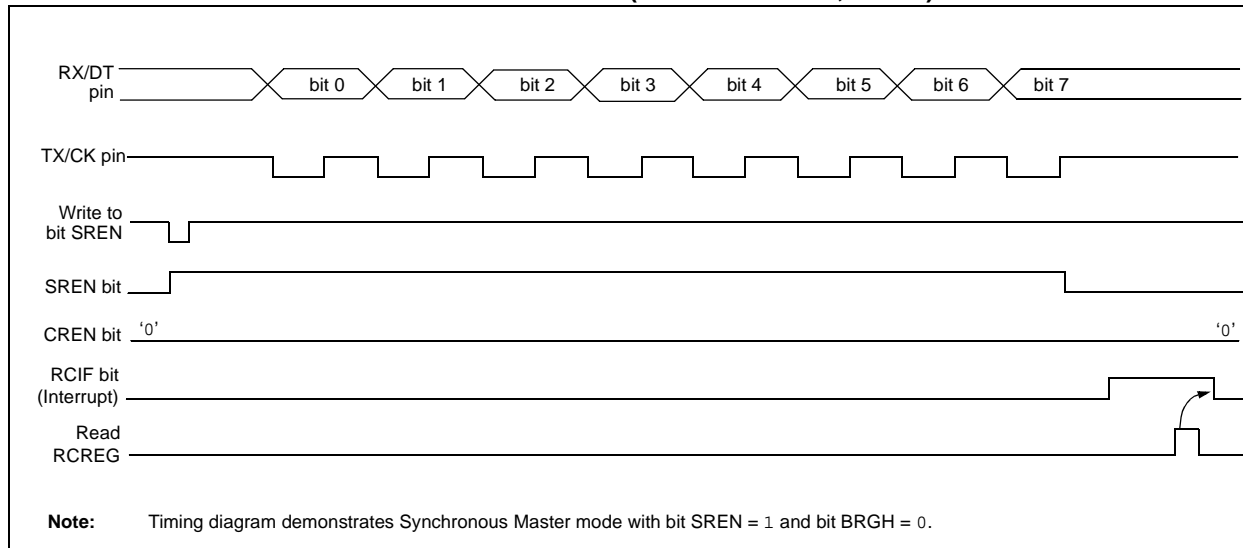 RX/DT
pin
bit 0 bit 1 bit 2 bit 3 bit 4 bit 5 bit 6 bit 7
TX/CK pin
Write to
bit SREN
SREN bit
CREN bit ‘0’ ‘0’
RCIF bit
(Interrupt)
Read
RCREG
Note: Timing diagram demonstrates Synchronous Master mode with bit SREN = 1 and bit BRGH = 0.